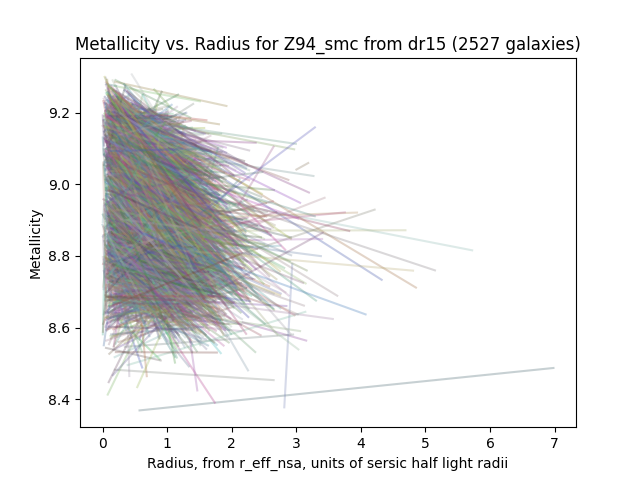 Metallicity vs. Radius for Z94_smc from dr15 (2527 galaxies)
9.2
9.0
8.8
8.6
8.4
Metallicity
0 1 2 3 4 5 6 7
Radius, from r_eff_nsa, units of sersic half light radii